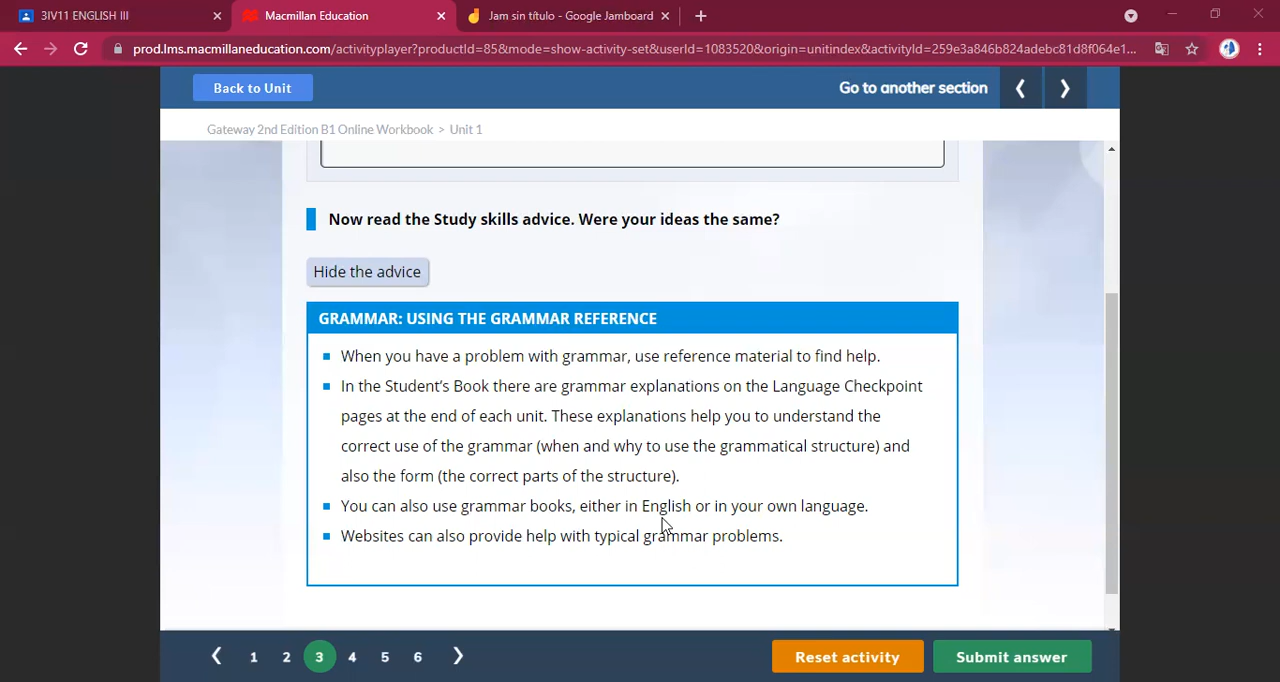 3IV11 ENGLISH III
Macmillan Education
Jam sin título - Google Jamboard
prod.lms.macmillaneducation.com/activityplayer?productId=85&mode=show-activity-set&userId=1083520&origin=unitindex&activityId=259e3a846b824adebc81d8f064e1...
Back to Unit
Go to another section
Gateway 2nd Edition B1 Online Workbook > Unit 1
Now read the Study skills advice. Were your ideas the same?
Hide the advice
GRAMMAR: USING THE GRAMMAR REFERENCE
When you have a problem with grammar, use reference material to find help.
In the Student's Book there are grammar explanations on the Language Checkpoint
pages at the end of each unit. These explanations help you to understand the
correct use of the grammar (when and why to use the grammatical structure) and
also the form (the correct parts of the structure).
You can also use grammar books, either in English or in your own language.
Websites can also provide help with typical grammar problems.
1 2 3 4 5 6
Reset activity
Submit answer